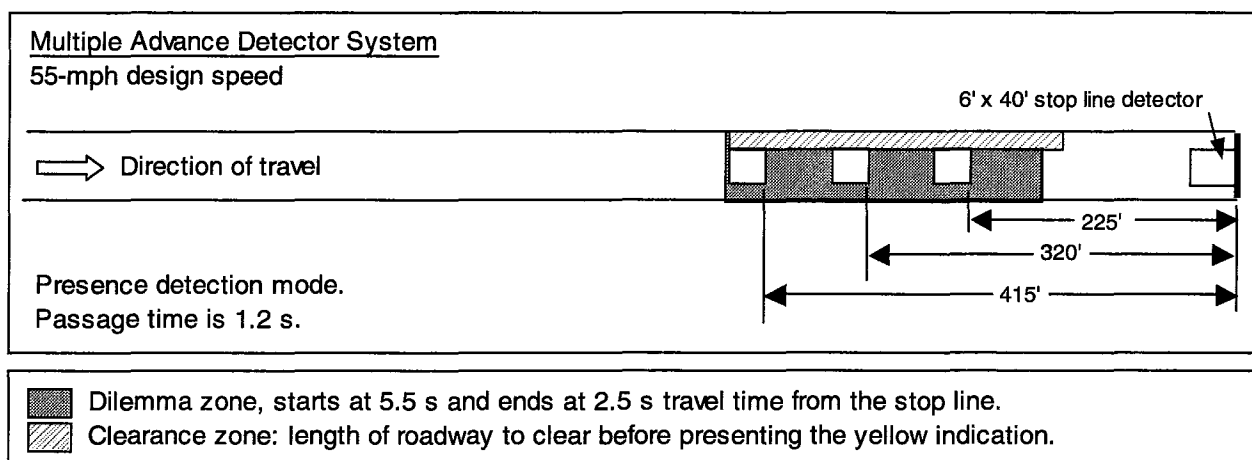 Multiple Advance Detector System
55-mph design speed
6' x 40' stop line detector
Direction of travel
225'
320'
415'
Presence detection mode.
Passage time is 1.2 s.
Dilemma zone, starts at 5.5 s and ends at 2.5 s travel time from the stop line.
Clearance zone: length of roadway to clear before presenting the yellow indication.